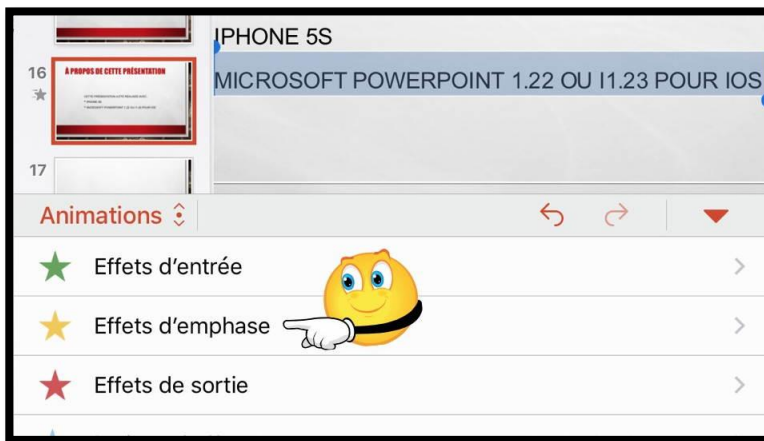 IPHONE 5S
MICROSOFT POWERPOINT 1.22 OU I1.23 POUR IOS
16
À PROPOS DE CETTE PRÉSENTATION
17
Animations
Effets d'entrée
Effets d'emphase
Effets de sortie